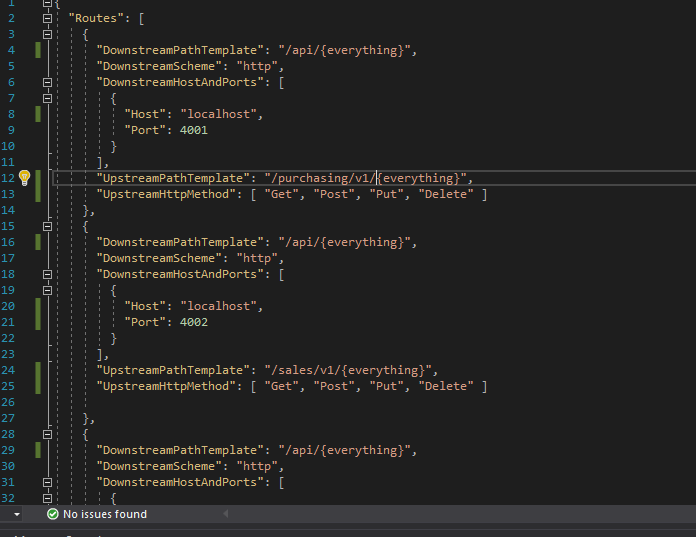 1 {
2 "Routes": [
3 {
4 "DownstreamPathTemplate": "/api/{everything}",
5 "DownstreamScheme": "http",
6 "DownstreamHostAndPorts": [
7 {
8 "Host": "localhost",
9 "Port": 4001
10 }
11 ],
12 "UpstreamPathTemplate": "/purchasing/v1/{everything}",
13 "UpstreamHttpMethod": [ "Get", "Post", "Put", "Delete" ]
14 },
15 {
16 "DownstreamPathTemplate": "/api/{everything}",
17 "DownstreamScheme": "http",
18 "DownstreamHostAndPorts": [
19 {
20 "Host": "localhost",
21 "Port": 4002
22 }
23 ],
24 "UpstreamPathTemplate": "/sales/v1/{everything}",
25 "UpstreamHttpMethod": [ "Get", "Post", "Put", "Delete" ]
26
27 },
28 {
29 "DownstreamPathTemplate": "/api/{everything}",
30 "DownstreamScheme": "http",
31 "DownstreamHostAndPorts": [
32 {
No issues found